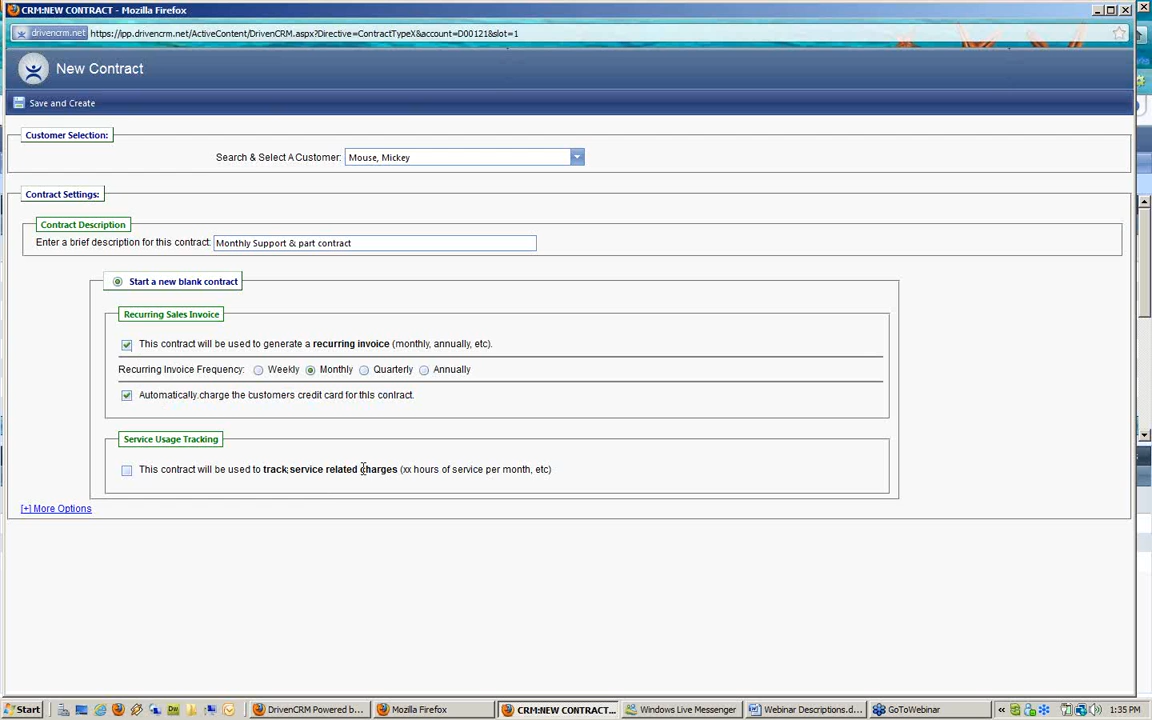 CRM:NEW CONTRACT - Mozilla Firefox
drivencrm.net https://ipp.drivencrm.net/ActiveContent/DrivenCRM.aspx?Directive=ContractTypeX&account=D00121&slot=1
New Contract
Save and Create
Customer Selection:
Search & Select A Customer: Mouse, Mickey
Contract Settings:
Contract Description
Enter a brief description for this contract: Monthly Support & part contract
Start a new blank contract
Recurring Sales Invoice
This contract will be used to generate a recurring invoice (monthly, annually, etc).
Recurring Invoice Frequency: Weekly Monthly Quarterly Annually
Automatically charge the customers credit card for this contract.
Service Usage Tracking
This contract will be used to track service related charges (xx hours of service per month, etc)
[+] More Options
Start DrivenCRM Powered b... Mozilla Firefox CRM:NEW CONTRACT... Windows Live Messenger Webinar Descriptions.d... GoToWebinar « 1:35 PM